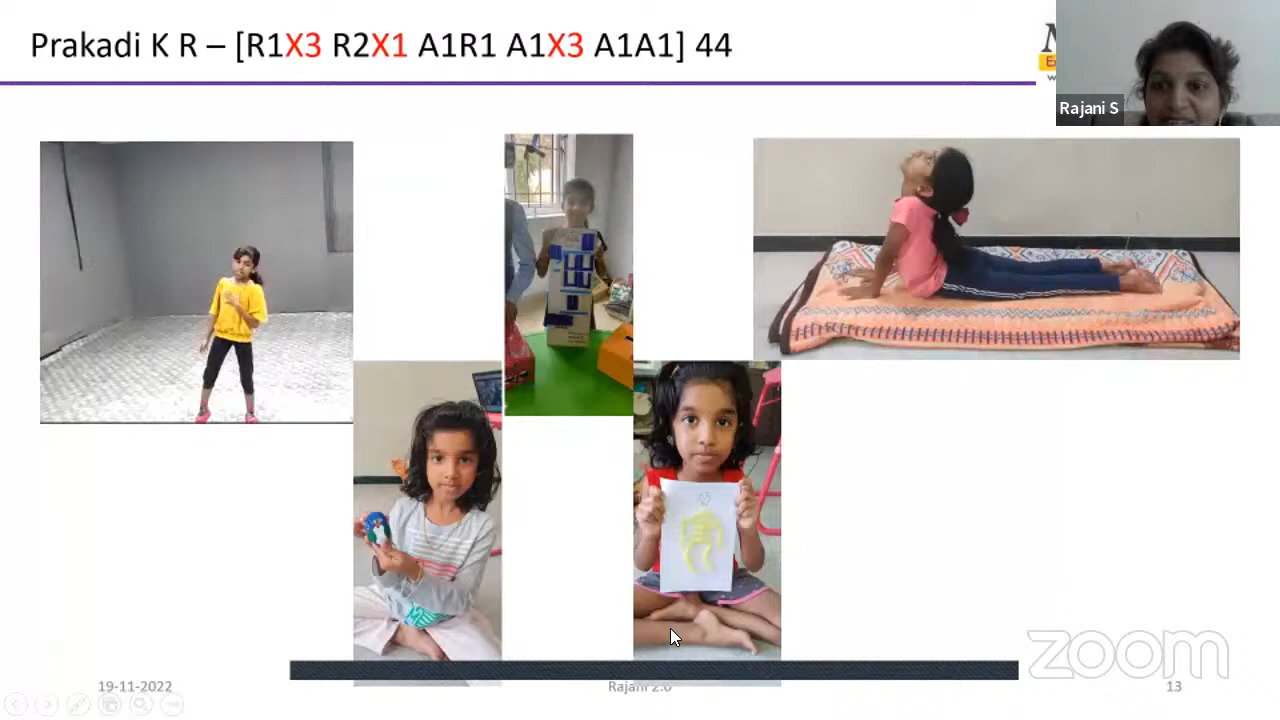 Prakadi K R – [R1X3 R2X1 A1R1 A1X3 A1A1] 44
Rajani S
zoom
19-11-2022
Rajani 2.0
13